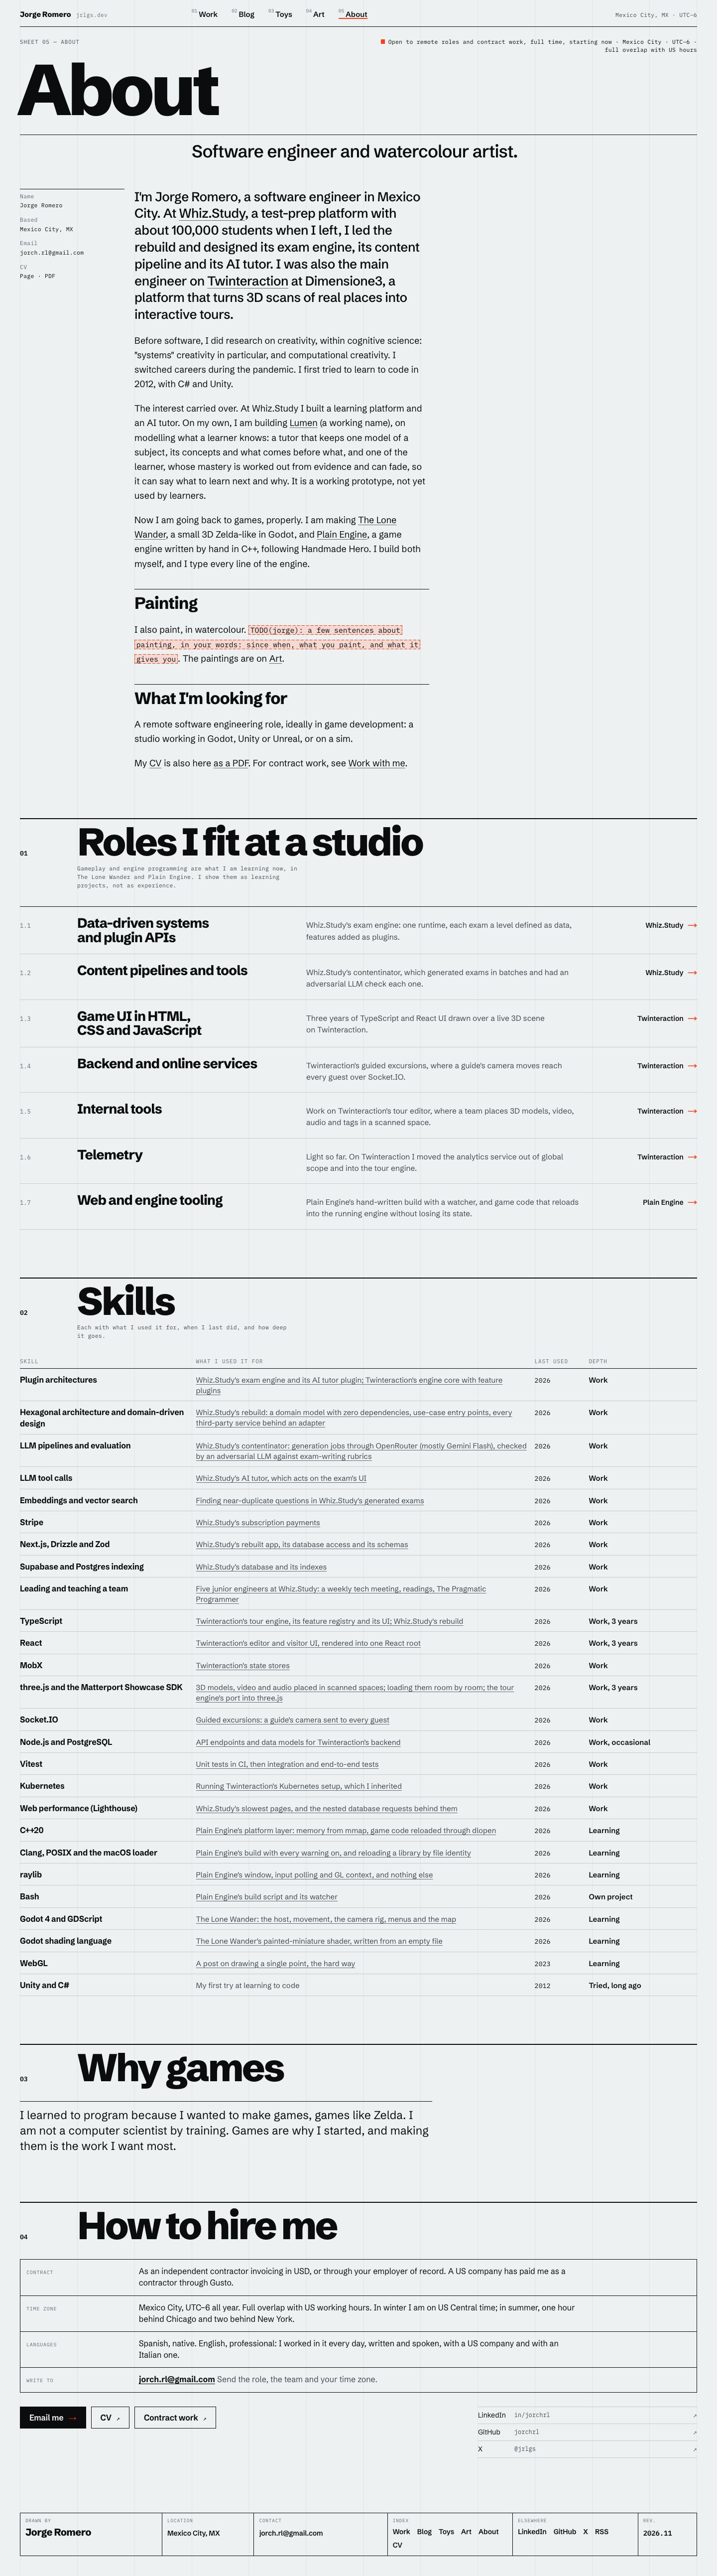 Jorge Romero jrlgs.dev
01 Work 02 Blog 03 Toys 04 Art 05 About
Mexico City, MX · UTC−6
SHEET 05 — ABOUT
Open to remote roles and contract work, full time, starting now · Mexico City · UTC−6 ·
full overlap with US hours
About
Software engineer and watercolour artist.
Name
Jorge Romero
Based
Mexico City, MX
Email
jorch.rl@gmail.com
CV
Page · PDF
I'm Jorge Romero, a software engineer in Mexico
City. At Whiz.Study, a test-prep platform with
about 100,000 students when I left, I led the
rebuild and designed its exam engine, its content
pipeline and its AI tutor. I was also the main
engineer on Twinteraction at Dimensione3, a
platform that turns 3D scans of real places into
interactive tours.
Before software, I did research on creativity, within cognitive science:
"systems" creativity in particular, and computational creativity. I
switched careers during the pandemic. I first tried to learn to code in
2012, with C# and Unity.
The interest carried over. At Whiz.Study I built a learning platform and
an AI tutor. On my own, I am building Lumen (a working name), on
modelling what a learner knows: a tutor that keeps one model of a
subject, its concepts and what comes before what, and one of the
learner, whose mastery is worked out from evidence and can fade, so
it can say what to learn next and why. It is a working prototype, not yet
used by learners.
Now I am going back to games, properly. I am making The Lone
Wander, a small 3D Zelda-like in Godot, and Plain Engine, a game
engine written by hand in C++, following Handmade Hero. I build both
myself, and I type every line of the engine.
Painting
I also paint, in watercolour. TODO(jorge): a few sentences about
painting, in your words: since when, what you paint, and what it
gives you. The paintings are on Art.
What I'm looking for
A remote software engineering role, ideally in game development: a
studio working in Godot, Unity or Unreal, or on a sim.
My CV is also here as a PDF. For contract work, see Work with me.
01
Roles I fit at a studio
Gameplay and engine programming are what I am learning now, in
The Lone Wander and Plain Engine. I show them as learning
projects, not as experience.
1.1
Data-driven systems
and plugin APIs
Whiz.Study's exam engine: one runtime, each exam a level defined as data,
features added as plugins.
Whiz.Study →
1.2
Content pipelines and tools
Whiz.Study's contentinator, which generated exams in batches and had an
adversarial LLM check each one.
Whiz.Study →
1.3
Game UI in HTML,
CSS and JavaScript
Three years of TypeScript and React UI drawn over a live 3D scene
on Twinteraction.
Twinteraction →
1.4
Backend and online services
Twinteraction's guided excursions, where a guide's camera moves reach
every guest over Socket.IO.
Twinteraction →
1.5
Internal tools
Work on Twinteraction's tour editor, where a team places 3D models, video,
audio and tags in a scanned space.
Twinteraction →
1.6
Telemetry
Light so far. On Twinteraction I moved the analytics service out of global
scope and into the tour engine.
Twinteraction →
1.7
Web and engine tooling
Plain Engine's hand-written build with a watcher, and game code that reloads
into the running engine without losing its state.
Plain Engine →
02
Skills
Each with what I used it for, when I last did, and how deep
it goes.
SKILL WHAT I USED IT FOR LAST USED DEPTH
Plugin architectures
Whiz.Study's exam engine and its AI tutor plugin; Twinteraction's engine core with feature
plugins
2026 Work
Hexagonal architecture and domain-driven
design
Whiz.Study's rebuild: a domain model with zero dependencies, use-case entry points, every
third-party service behind an adapter
2026 Work
LLM pipelines and evaluation
Whiz.Study's contentinator: generation jobs through OpenRouter (mostly Gemini Flash), checked
by an adversarial LLM against exam-writing rubrics
2026 Work
LLM tool calls Whiz.Study's AI tutor, which acts on the exam's UI 2026 Work
Embeddings and vector search Finding near-duplicate questions in Whiz.Study's generated exams 2026 Work
Stripe Whiz.Study's subscription payments 2026 Work
Next.js, Drizzle and Zod Whiz.Study's rebuilt app, its database access and its schemas 2026 Work
Supabase and Postgres indexing Whiz.Study's database and its indexes 2026 Work
Leading and teaching a team
Five junior engineers at Whiz.Study: a weekly tech meeting, readings, The Pragmatic
Programmer
2026 Work
TypeScript Twinteraction's tour engine, its feature registry and its UI; Whiz.Study's rebuild 2026 Work, 3 years
React Twinteraction's editor and visitor UI, rendered into one React root 2026 Work, 3 years
MobX Twinteraction's state stores 2026 Work
three.js and the Matterport Showcase SDK
3D models, video and audio placed in scanned spaces; loading them room by room; the tour
engine's port into three.js
2026 Work, 3 years
Socket.IO Guided excursions: a guide's camera sent to every guest 2026 Work
Node.js and PostgreSQL API endpoints and data models for Twinteraction's backend 2026 Work, occasional
Vitest Unit tests in CI, then integration and end-to-end tests 2026 Work
Kubernetes Running Twinteraction's Kubernetes setup, which I inherited 2026 Work
Web performance (Lighthouse) Whiz.Study's slowest pages, and the nested database requests behind them 2026 Work
C++20 Plain Engine's platform layer: memory from mmap, game code reloaded through dlopen 2026 Learning
Clang, POSIX and the macOS loader Plain Engine's build with every warning on, and reloading a library by file identity 2026 Learning
raylib Plain Engine's window, input polling and GL context, and nothing else 2026 Learning
Bash Plain Engine's build script and its watcher 2026 Own project
Godot 4 and GDScript The Lone Wander: the host, movement, the camera rig, menus and the map 2026 Learning
Godot shading language The Lone Wander's painted-miniature shader, written from an empty file 2026 Learning
WebGL A post on drawing a single point, the hard way 2023 Learning
Unity and C# My first try at learning to code 2012 Tried, long ago
03
Why games
I learned to program because I wanted to make games, games like Zelda. I
am not a computer scientist by training. Games are why I started, and making
them is the work I want most.
04
How to hire me
CONTRACT
As an independent contractor invoicing in USD, or through your employer of record. A US company has paid me as a
contractor through Gusto.
TIME ZONE
Mexico City, UTC−6 all year. Full overlap with US working hours. In winter I am on US Central time; in summer, one hour
behind Chicago and two behind New York.
LANGUAGES
Spanish, native. English, professional: I worked in it every day, written and spoken, with a US company and with an
Italian one.
WRITE TO
jorch.rl@gmail.com Send the role, the team and your time zone.
Email me → CV ↗ Contract work ↗
LinkedIn in/jorchrl ↗
GitHub jorchrl ↗
X @jrlgs ↗
DRAWN BY
Jorge Romero
LOCATION
Mexico City, MX
CONTACT
jorch.rl@gmail.com
INDEX
Work Blog Toys Art About
CV
ELSEWHERE
LinkedIn GitHub X RSS
REV.
2026.11